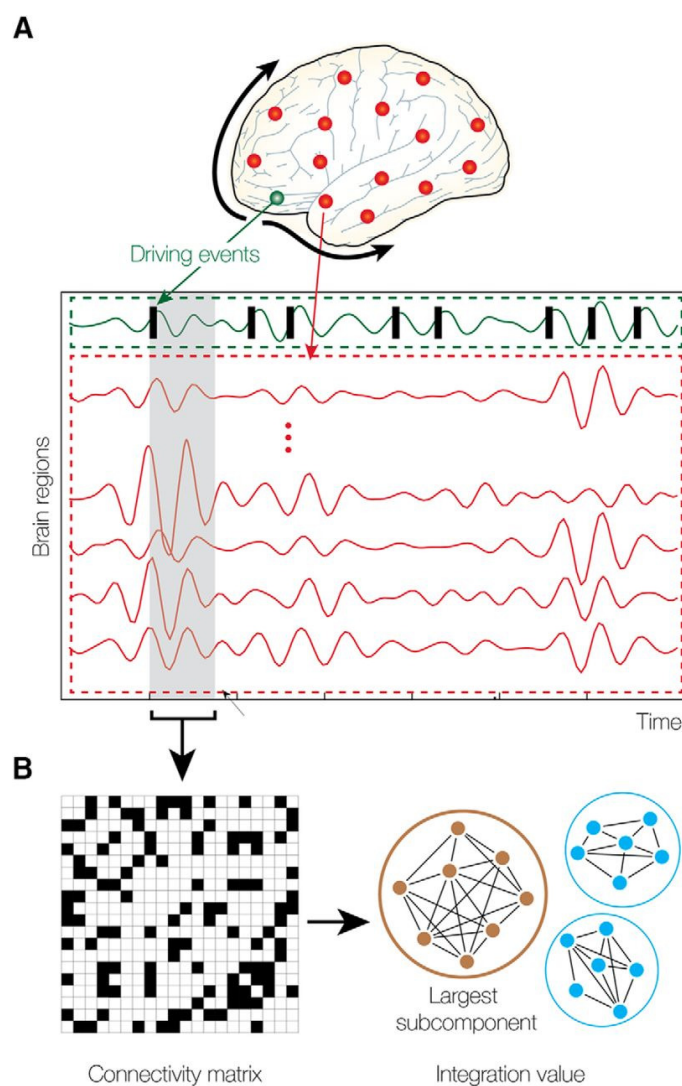 A
Driving events
Brain regions
Time
B
Largest
subcomponent
Connectivity matrix
Integration value